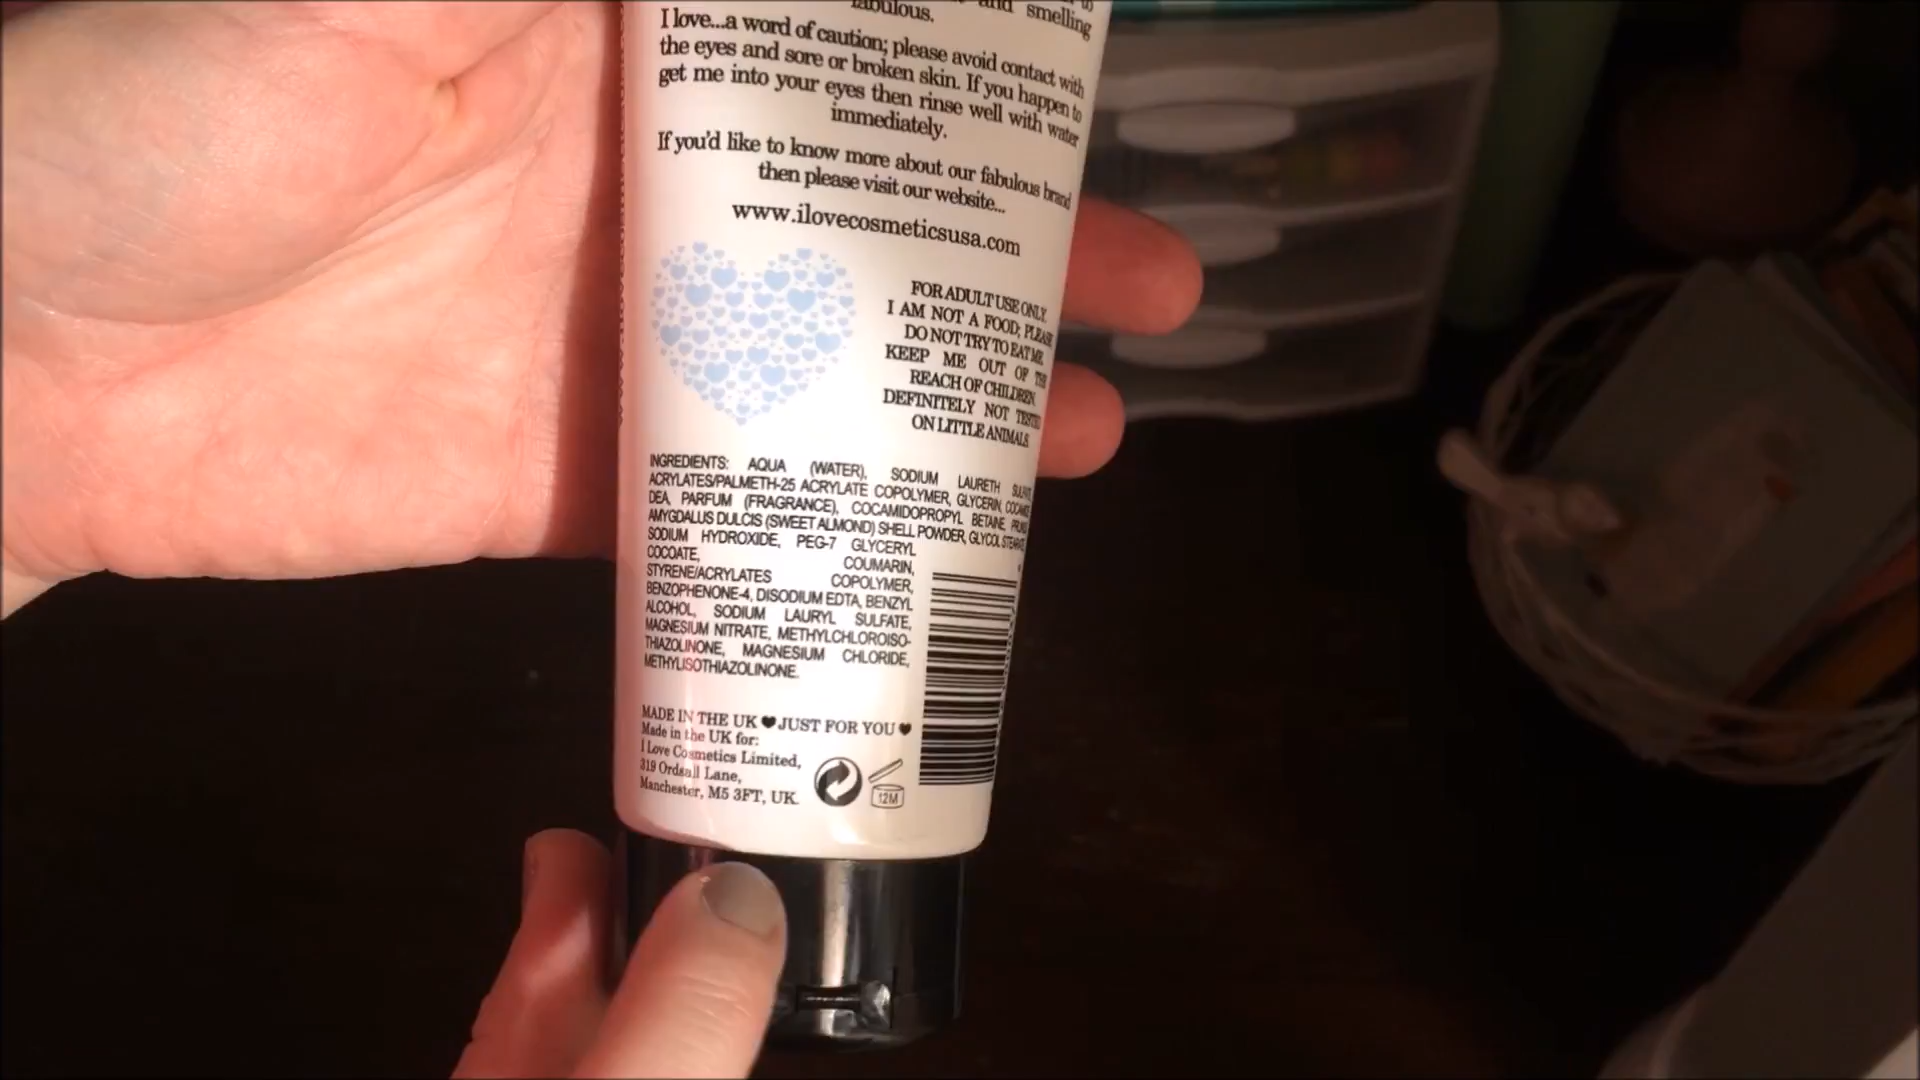 fabulous. and smelling
I love...a word of caution; please avoid contact with
the eyes and sore or broken skin. If you happen to
get me into your eyes then rinse well with water
immediately.
If you'd like to know more about our fabulous brand
then please visit our website...
www.ilovecosmeticsusa.com
FOR ADULT USE ONLY.
I AM NOT A FOOD; PLEASE
DO NOT TRY TO EAT ME.
KEEP ME OUT OF THE
REACH OF CHILDREN.
DEFINITELY NOT TESTED
ON LITTLE ANIMALS.
INGREDIENTS: AQUA (WATER), SODIUM LAURETH SULFATE,
ACRYLATES/PALMETH-25 ACRYLATE COPOLYMER, GLYCERIN, COCAMIDE
DEA, PARFUM (FRAGRANCE), COCAMIDOPROPYL BETAINE, PRUNUS
AMYGDALUS DULCIS (SWEET ALMOND) SHELL POWDER, GLYCOL STEARATE,
SODIUM HYDROXIDE, PEG-7 GLYCERYL
COCOATE, COUMARIN,
STYRENE/ACRYLATES COPOLYMER,
BENZOPHENONE-4, DISODIUM EDTA, BENZYL
ALCOHOL, SODIUM LAURYL SULFATE,
MAGNESIUM NITRATE, METHYLCHLOROISO-
THIAZOLINONE, MAGNESIUM CHLORIDE,
METHYLISOTHIAZOLINONE.
MADE IN THE UK ♥ JUST FOR YOU ♥
Made in the UK for:
I Love Cosmetics Limited,
319 Ordsall Lane,
Manchester, M5 3FT, UK.
12M